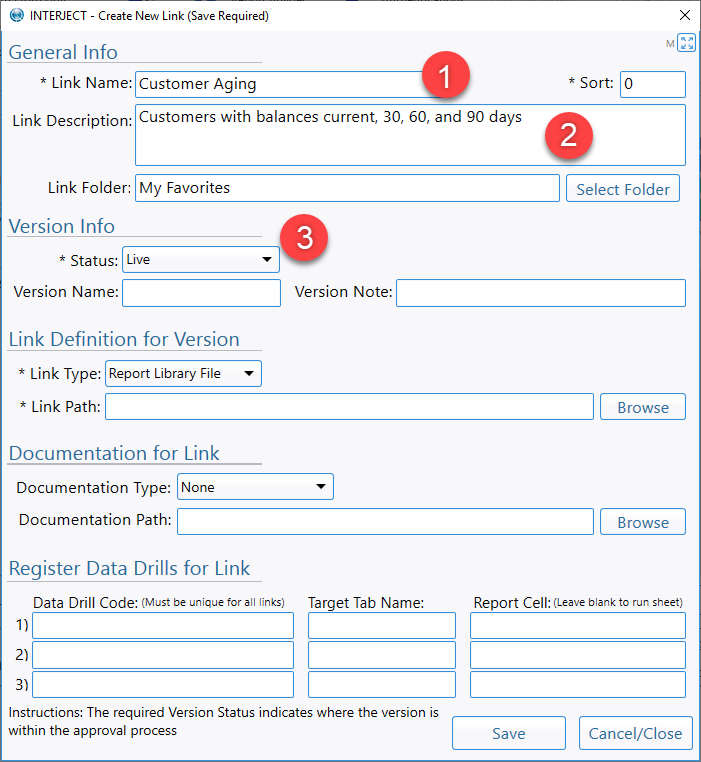 INTERJECT - Create New Link (Save Required)
General Info
M
* Link Name: Customer Aging 1 * Sort: 0
Link Description: Customers with balances current, 30, 60, and 90 days 2
Link Folder: My Favorites Select Folder
Version Info
3
* Status: Live
Version Name: Version Note:
Link Definition for Version
* Link Type: Report Library File
* Link Path: Browse
Documentation for Link
Documentation Type: None
Documentation Path: Browse
Register Data Drills for Link
Data Drill Code: (Must be unique for all links) Target Tab Name: Report Cell: (Leave blank to run sheet)
1)
2)
3)
Instructions: The required Version Status indicates where the version is
within the approval process
Save Cancel/Close